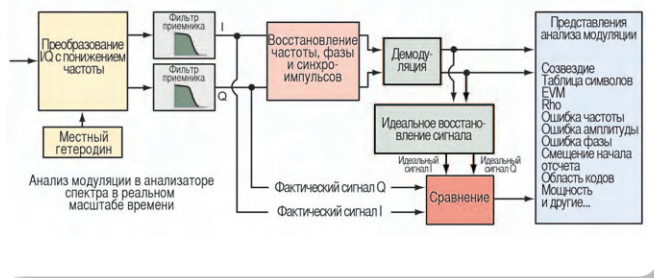 Преобразование
I/Q с понижением
частоты
Местный
гетеродин
Фильтр
приемника
I
Фильтр
приемника
Q
Восстановление
частоты, фазы
и синхро-
импульсов
Демоду-
ляция
Идеальное восстано-
вление сигнала
Идеальный
сигнал I
Идеальный
сигнал Q
Сравнение
Фактический сигнал Q
Фактический сигнал I
Представления
анализа модуляции
Созвездие
Таблица символов
EVM
Rho
Ошибка частоты
Ошибка амплитуды
Ошибка фазы
Смещение начала
отсчета
Область кодов
Мощность
и другие...
Анализ модуляции в анализаторе
спектра в реальном
масштабе времени